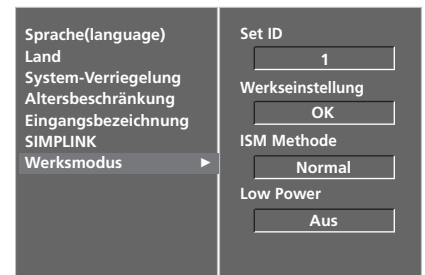 Sprache(language)
Land
System-Verriegelung
Altersbeschränkung
Eingangsbezeichnung
SIMPLINK
Werksmodus ►
Set ID
1
Werkseinstellung
OK
ISM Methode
Normal
Low Power
Aus